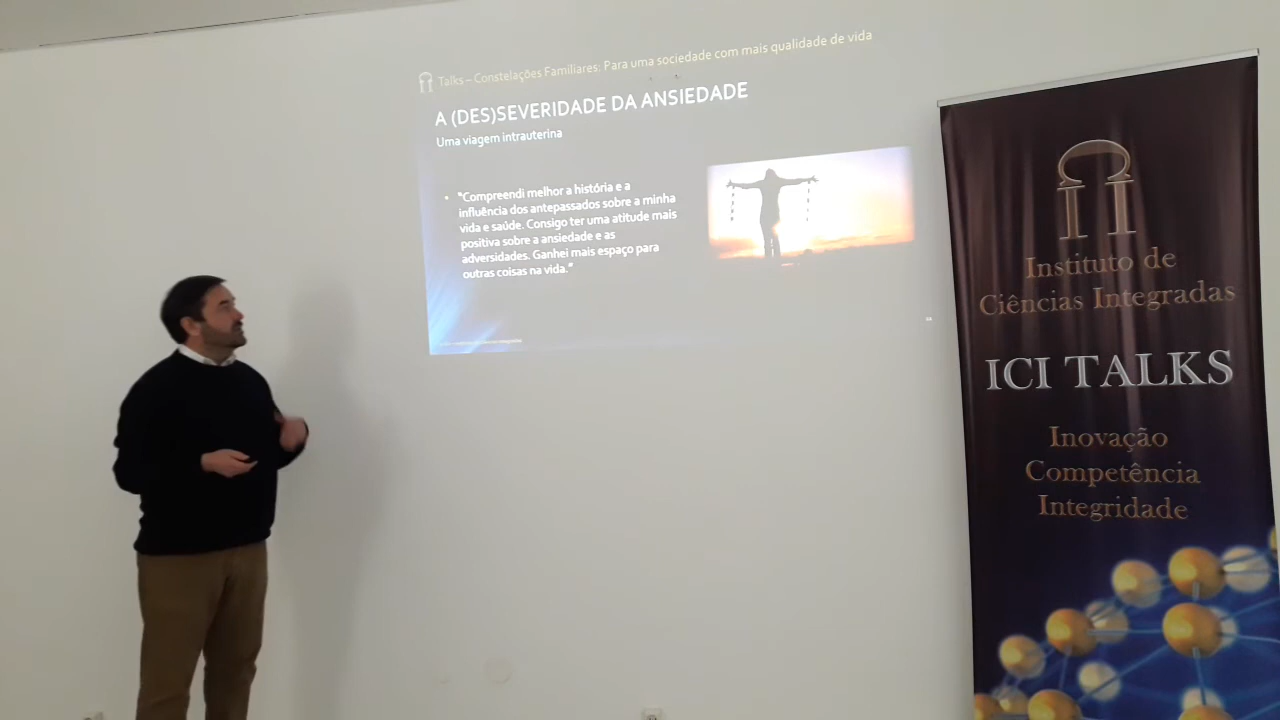 Talks – Constelações Familiares: Para uma sociedade com mais qualidade de vida
A (DES)SEVERIDADE DA ANSIEDADE
Uma viagem intrauterina
• "Compreendi melhor a história e a
influência dos antepassados sobre a minha
vida e saúde. Consigo ter uma atitude mais
positiva sobre a ansiedade e as
adversidades. Ganhei mais espaço para
outras coisas na vida."
Instituto de
Ciências Integradas
ICI TALKS
Inovação
Competência
Integridade